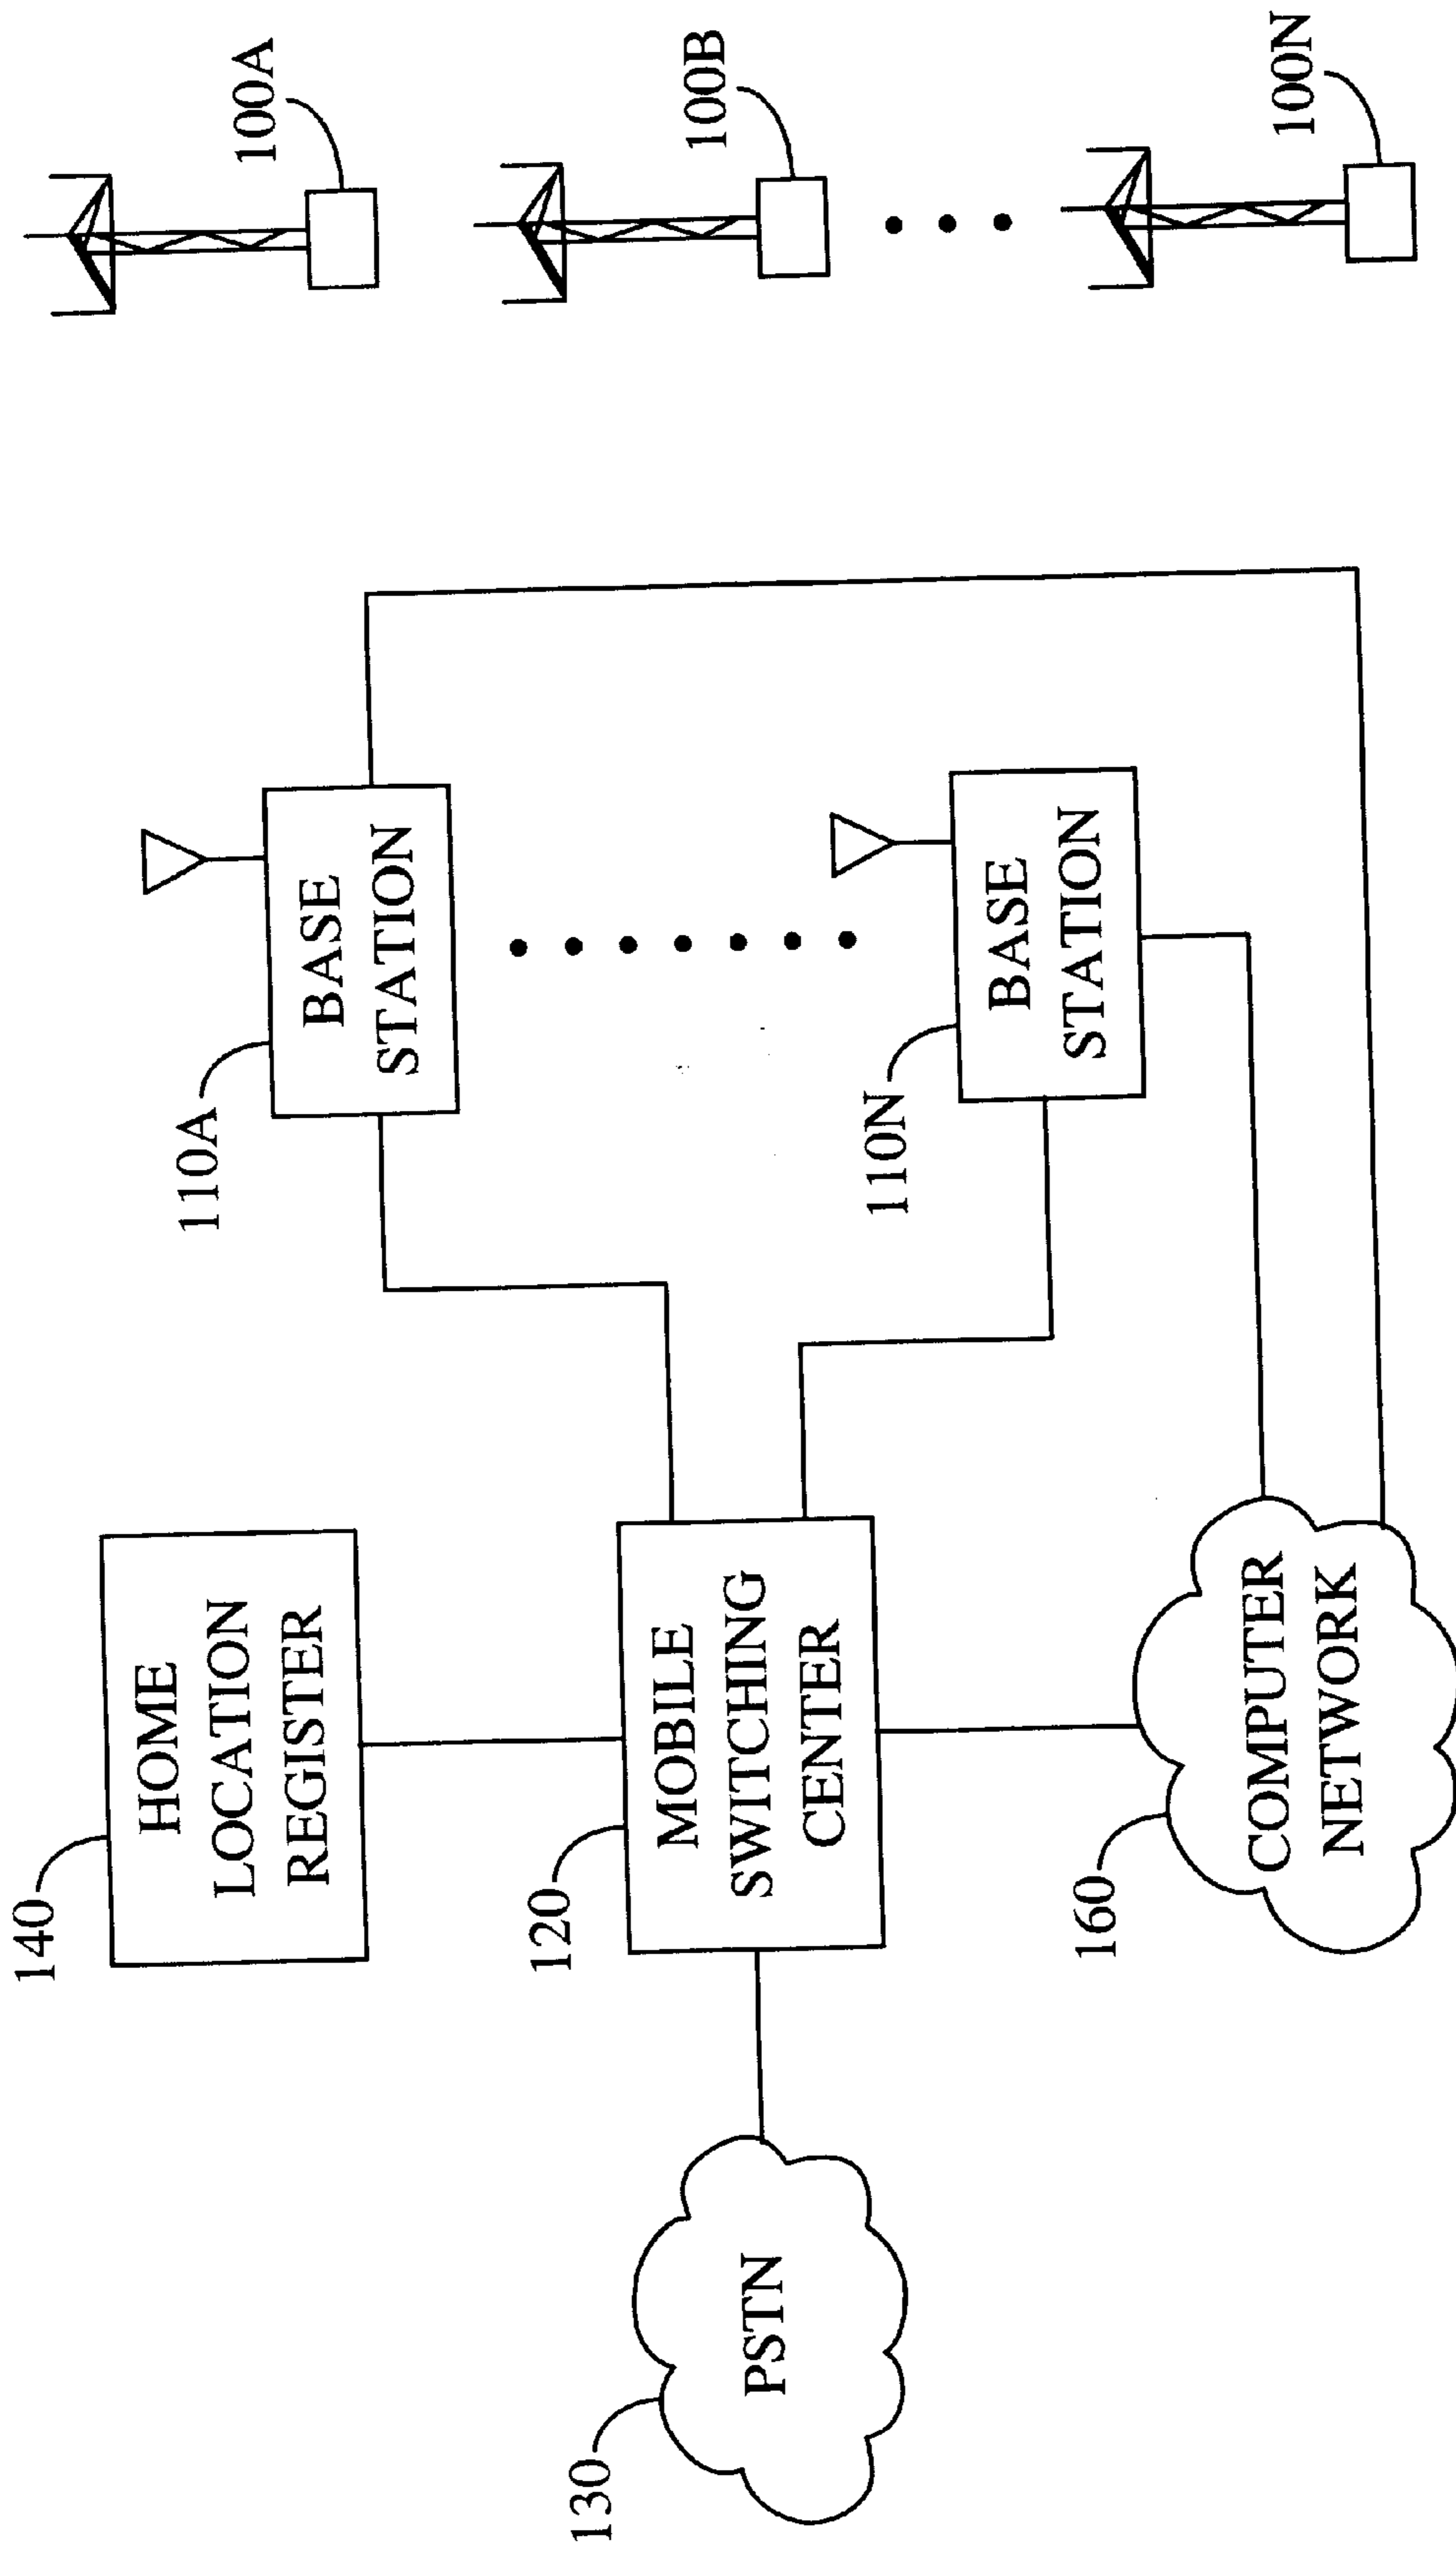 140
HOME
LOCATION
REGISTER
110A
BASE
STATION
100A
130
PSTN
120
MOBILE
SWITCHING
CENTER
110N
BASE
STATION
100B
160
COMPUTER
NETWORK
100N